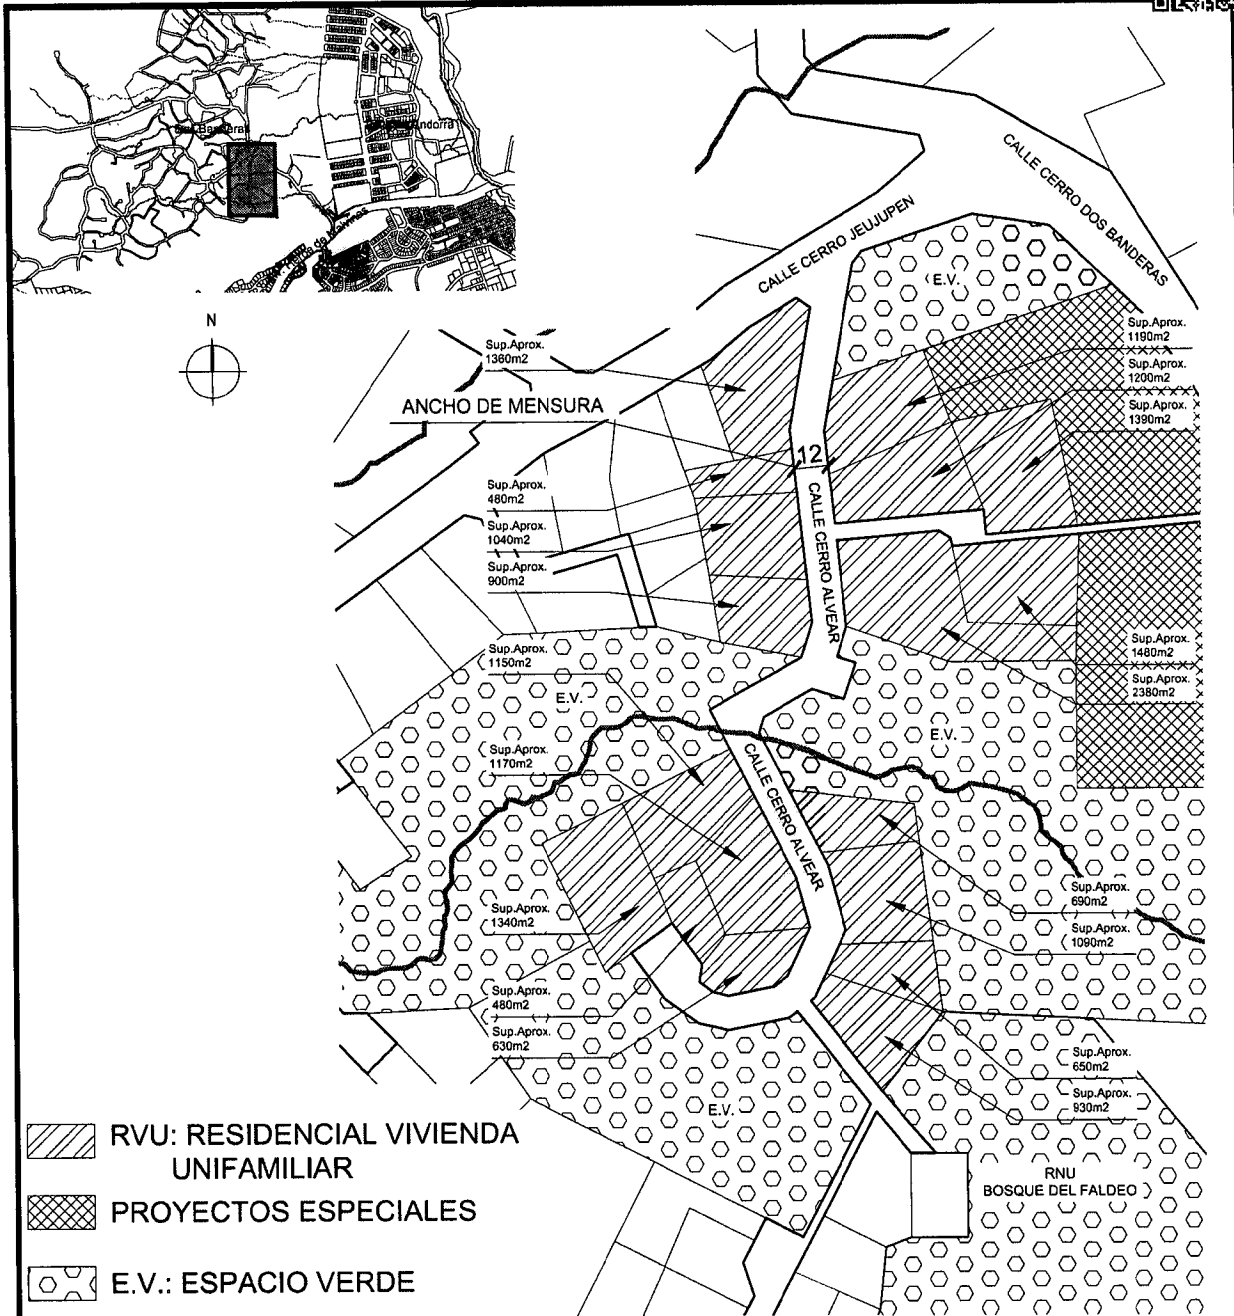 N
CALLE CERRO DOS BANDERAS
CALLE CERRO JEUJUPEN
E.V.
Sup.Aprox.
1360m2
Sup.Aprox.
1190m2
Sup.Aprox.
1200m2
Sup.Aprox.
1390m2
ANCHO DE MENSURA
12
CALLE CERRO ALVEAR
Sup.Aprox.
480m2
Sup.Aprox.
1040m2
Sup.Aprox.
900m2
Sup.Aprox.
1150m2
Sup.Aprox.
1480m2
Sup.Aprox.
2380m2
E.V.
E.V.
Sup.Aprox.
1170m2
CALLE CERRO ALVEAR
Sup.Aprox.
1340m2
Sup.Aprox.
690m2
Sup.Aprox.
1090m2
Sup.Aprox.
480m2
Sup.Aprox.
630m2
Sup.Aprox.
650m2
Sup.Aprox.
930m2
E.V.
RNU
BOSQUE DEL FALDEO
RVU: RESIDENCIAL VIVIENDA
UNIFAMILIAR
PROYECTOS ESPECIALES
E.V.: ESPACIO VERDE